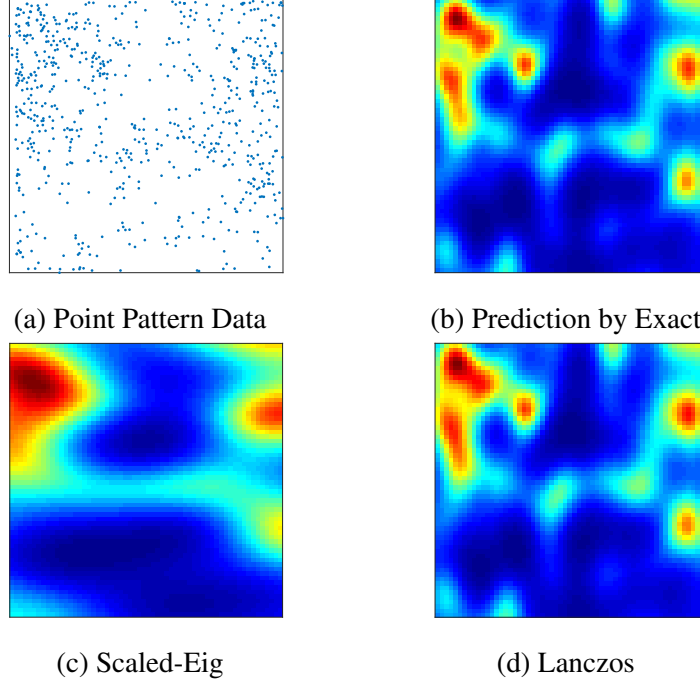 (a) Point Pattern Data
(b) Prediction by Exact
(c) Scaled-Eig
(d) Lanczos